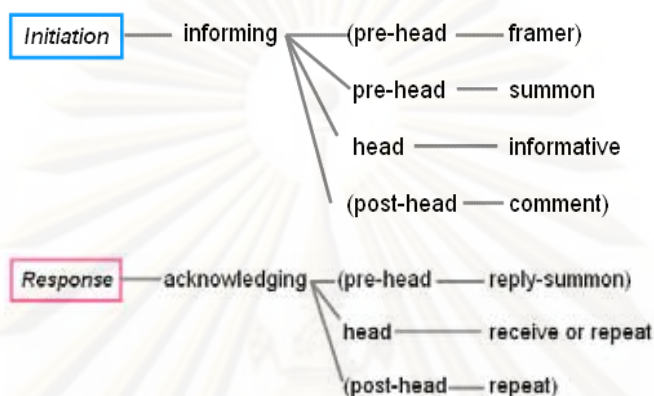 Initiation informing (pre-head framer)
pre-head summon
head informative
(post-head comment)
Response acknowledging (pre-head reply-summon)
head receive or repeat
(post-head repeat)